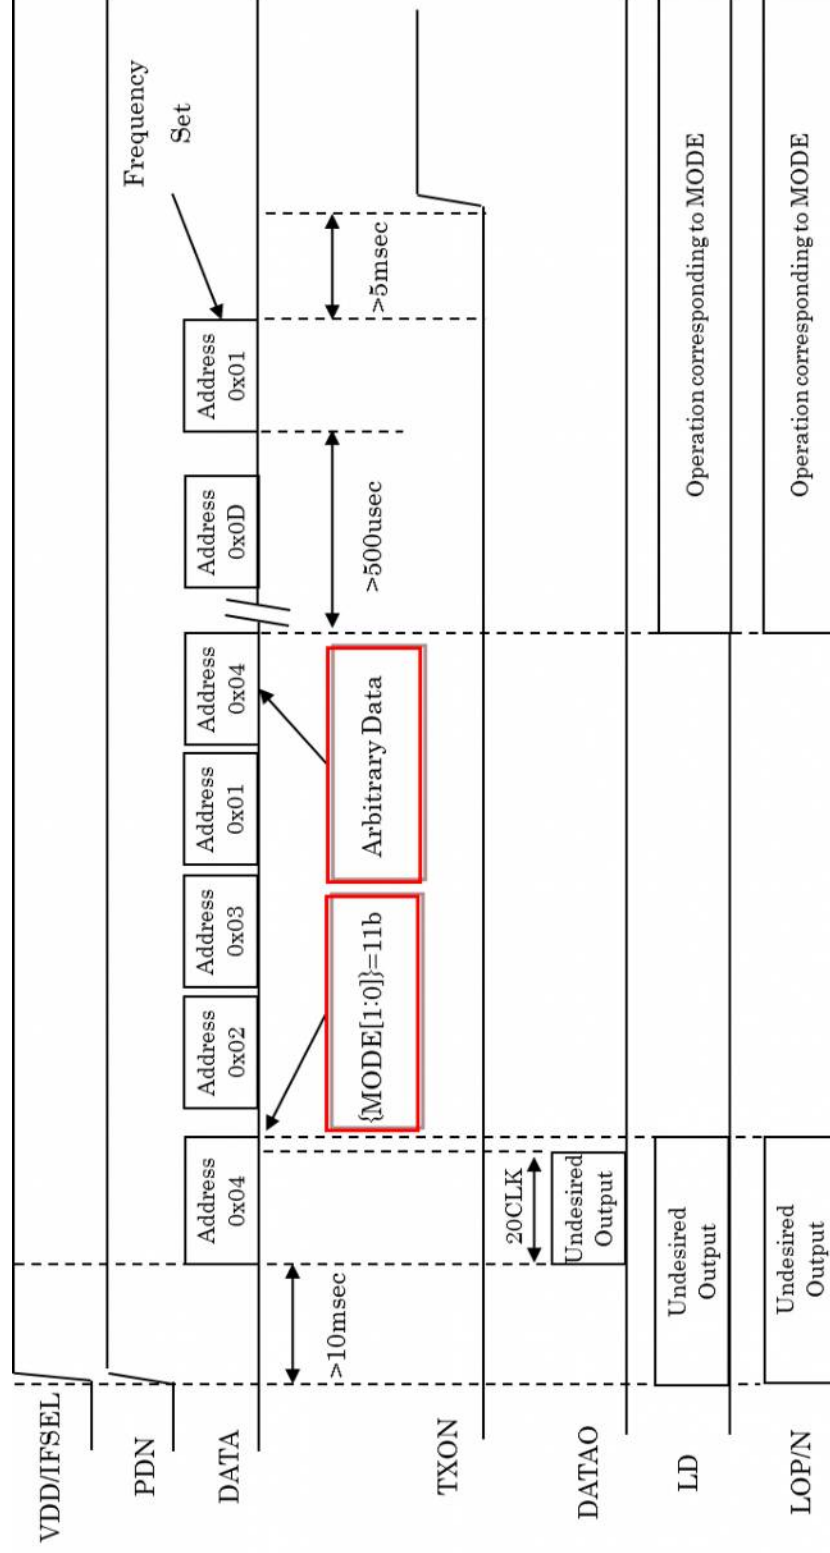 VDD/IFSEL
PDN
DATA
Address
0x04
Address
0x02
Address
0x03
Address
0x01
Address
0x04
Address
0x0D
Address
0x01
Frequency
Set
>10msec
{MODE[1:0]}=11b
Arbitrary Data
>500usec
>5msec
TXON
20CLK
DATAO
Undesired
Output
LD
Undesired
Output
Operation corresponding to MODE
LOP/N
Undesired
Output
Operation corresponding to MODE